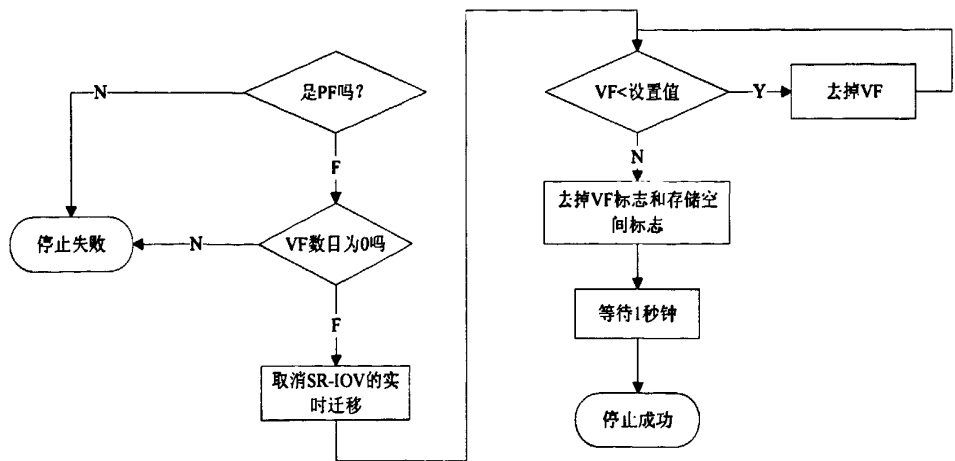 是PF吗?
N
F
停止失败
VF数日为0吗
N
F
取消SR-IOV的实
吋迁移
VF<设置值
Y
去掉VF
N
去掉VF标志和存储空
间标志
等待1秒钟
停止成功